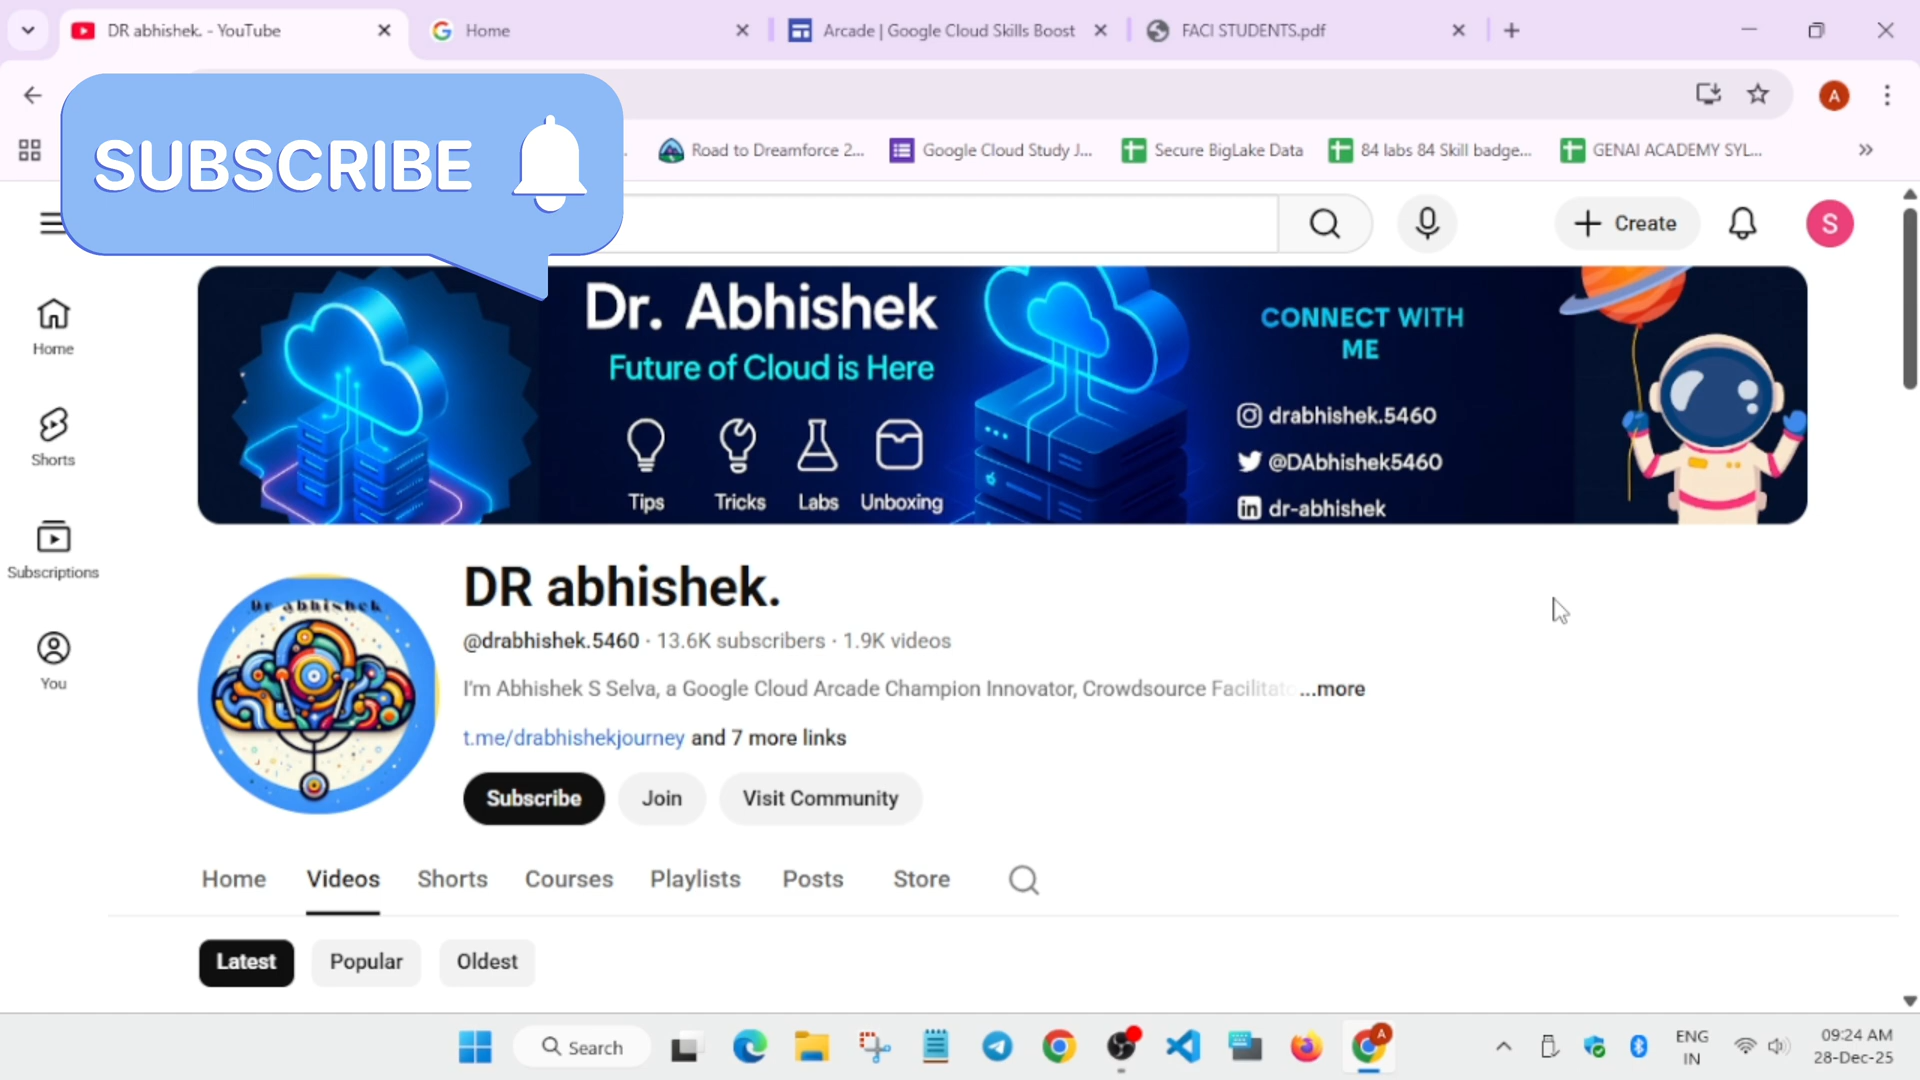 DR abhishek. - YouTube
Home
Arcade | Google Cloud Skills Boost
FACI STUDENTS.pdf
A
SUBSCRIBE
Road to Dreamforce 2...
Google Cloud Study J...
Secure BigLake Data
84 labs 84 Skill badge...
GENAI ACADEMY SYL...
Create
S
Home
Shorts
Subscriptions
You
Dr. Abhishek
Future of Cloud is Here
Tips
Tricks
Labs
Unboxing
CONNECT WITH
ME
drabhishek.5460
@DAbhishek5460
dr-abhishek
Dr abhishek
DR abhishek.
@drabhishek.5460 · 13.6K subscribers · 1.9K videos
I'm Abhishek S Selva, a Google Cloud Arcade Champion Innovator, Crowdsource Facilitato ...more
t.me/drabhishekjourney and 7 more links
Subscribe
Join
Visit Community
Home
Videos
Shorts
Courses
Playlists
Posts
Store
Latest
Popular
Oldest
Search
A
ENG
IN
09:24 AM
28-Dec-25